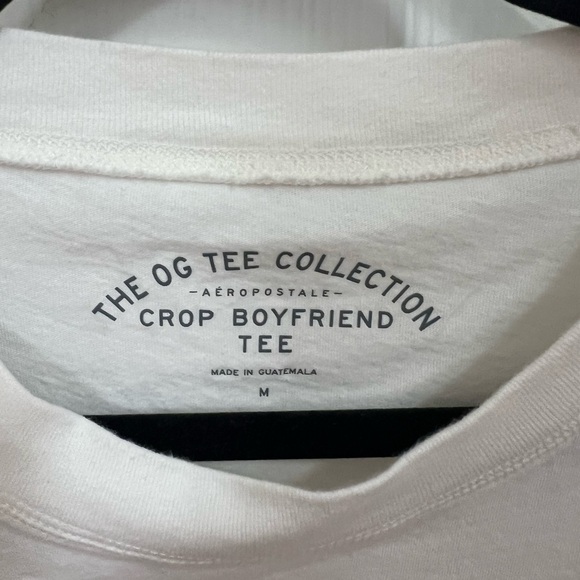 THE OG TEE COLLECTION
—AÉROPOSTALE—
CROP BOYFRIEND
TEE
MADE IN GUATEMALA
M